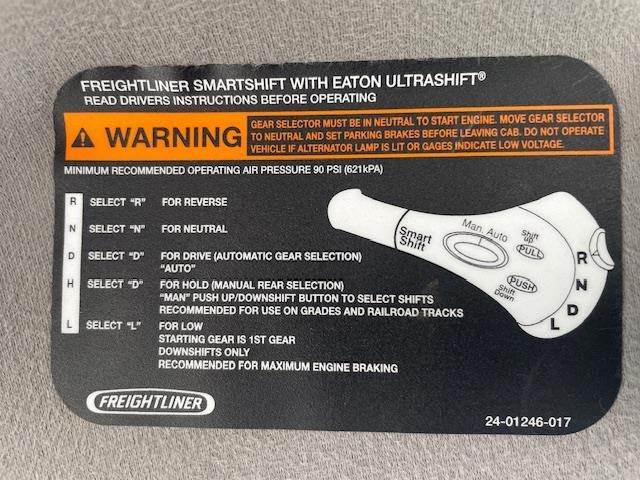 FREIGHTLINER SMARTSHIFT WITH EATON ULTRASHIFT®
READ DRIVERS INSTRUCTIONS BEFORE OPERATING
WARNING
GEAR SELECTOR MUST BE IN NEUTRAL TO START ENGINE. MOVE GEAR SELECTOR
TO NEUTRAL AND SET PARKING BRAKES BEFORE LEAVING CAB. DO NOT OPERATE
VEHICLE IF ALTERNATOR LAMP IS LIT OR GAGES INDICATE LOW VOLTAGE.
MINIMUM RECOMMENDED OPERATING AIR PRESSURE 90 PSI (621kPA)
R SELECT "R" FOR REVERSE
N SELECT "N" FOR NEUTRAL
D SELECT "D" FOR DRIVE (AUTOMATIC GEAR SELECTION)
"AUTO"
H SELECT "D" FOR HOLD (MANUAL REAR SELECTION)
"MAN" PUSH UP/DOWNSHIFT BUTTON TO SELECT SHIFTS
RECOMMENDED FOR USE ON GRADES AND RAILROAD TRACKS
L SELECT "L" FOR LOW
STARTING GEAR IS 1ST GEAR
DOWNSHIFTS ONLY
RECOMMENDED FOR MAXIMUM ENGINE BRAKING
Smart
Shift
Man. Auto
Shift
up
PULL
PUSH
Shift
Down
R
N
D
L
FREIGHTLINER
24-01246-017